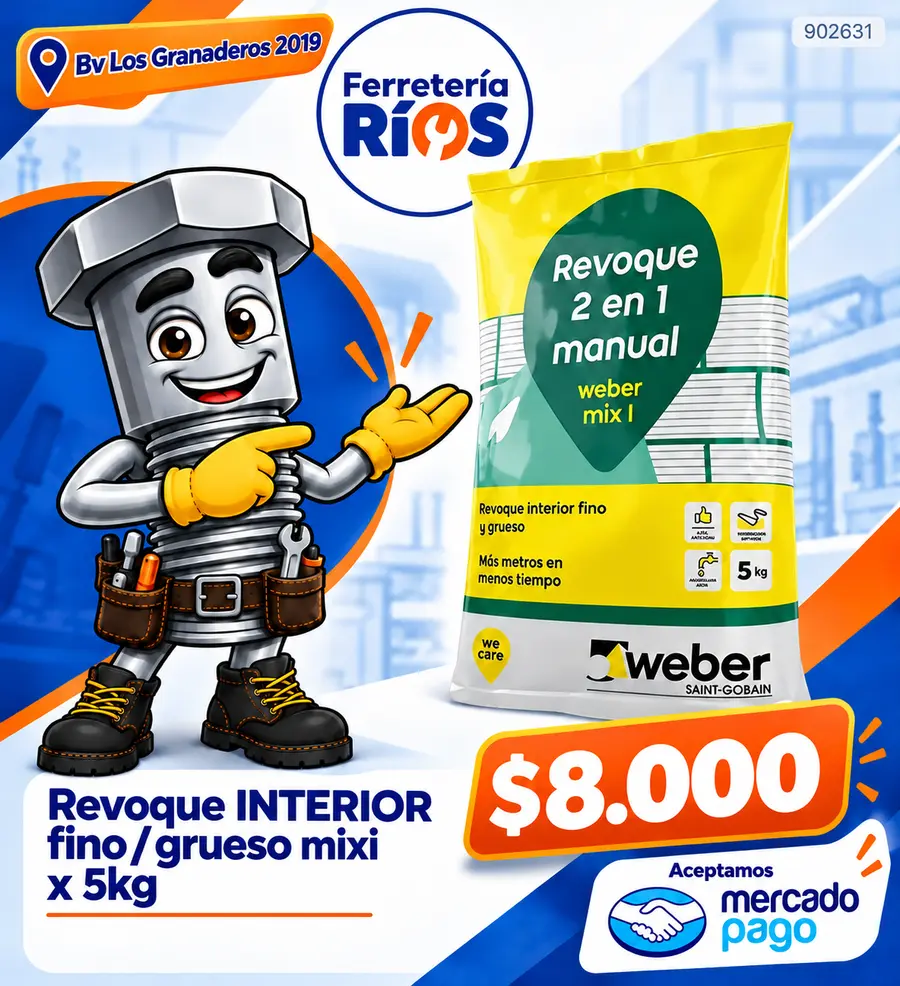 Bv Los Granaderos 2019
Ferretería
RÍOS
902631
Revoque
2 en 1
manual
weber
mix I
Revoque interior fino
y grueso
Más metros en
menos tiempo
5 kg
we
care
weber
SAINT-GOBAIN
$8.000
Revoque INTERIOR
fino / grueso mixi
x 5kg
Aceptamos
mercado
pago